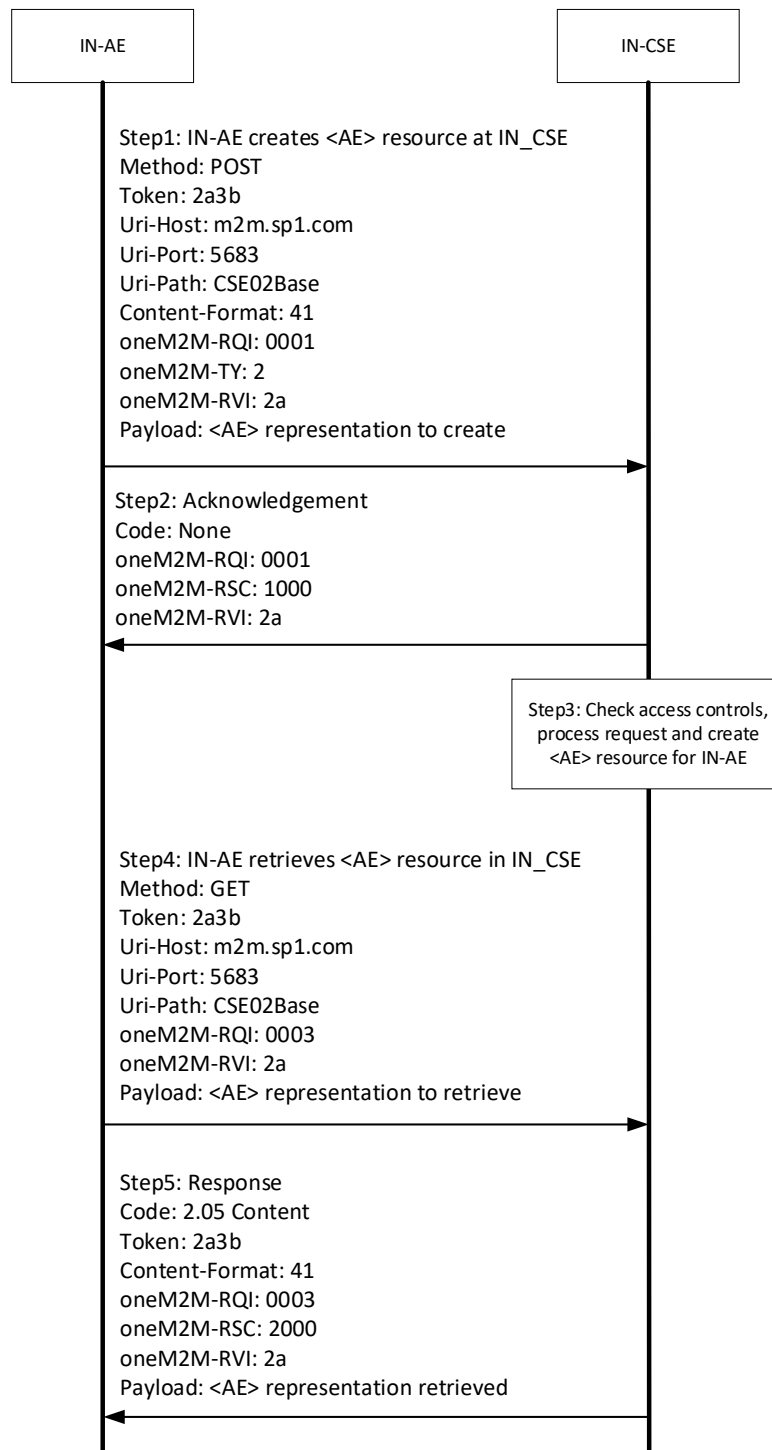 IN-AE
IN-CSE
Step1: IN-AE creates <AE> resource at IN_CSE
Method: POST
Token: 2a3b
Uri-Host: m2m.sp1.com
Uri-Port: 5683
Uri-Path: CSE02Base
Content-Format: 41
oneM2M-RQI: 0001
oneM2M-TY: 2
oneM2M-RVI: 2a
Payload: <AE> representation to create
Step2: Acknowledgement
Code: None
oneM2M-RQI: 0001
oneM2M-RSC: 1000
oneM2M-RVI: 2a
Step3: Check access controls,
process request and create
<AE> resource for IN-AE
Step4: IN-AE retrieves <AE> resource in IN_CSE
Method: GET
Token: 2a3b
Uri-Host: m2m.sp1.com
Uri-Port: 5683
Uri-Path: CSE02Base
oneM2M-RQI: 0003
oneM2M-RVI: 2a
Payload: <AE> representation to retrieve
Step5: Response
Code: 2.05 Content
Token: 2a3b
Content-Format: 41
oneM2M-RQI: 0003
oneM2M-RSC: 2000
oneM2M-RVI: 2a
Payload: <AE> representation retrieved